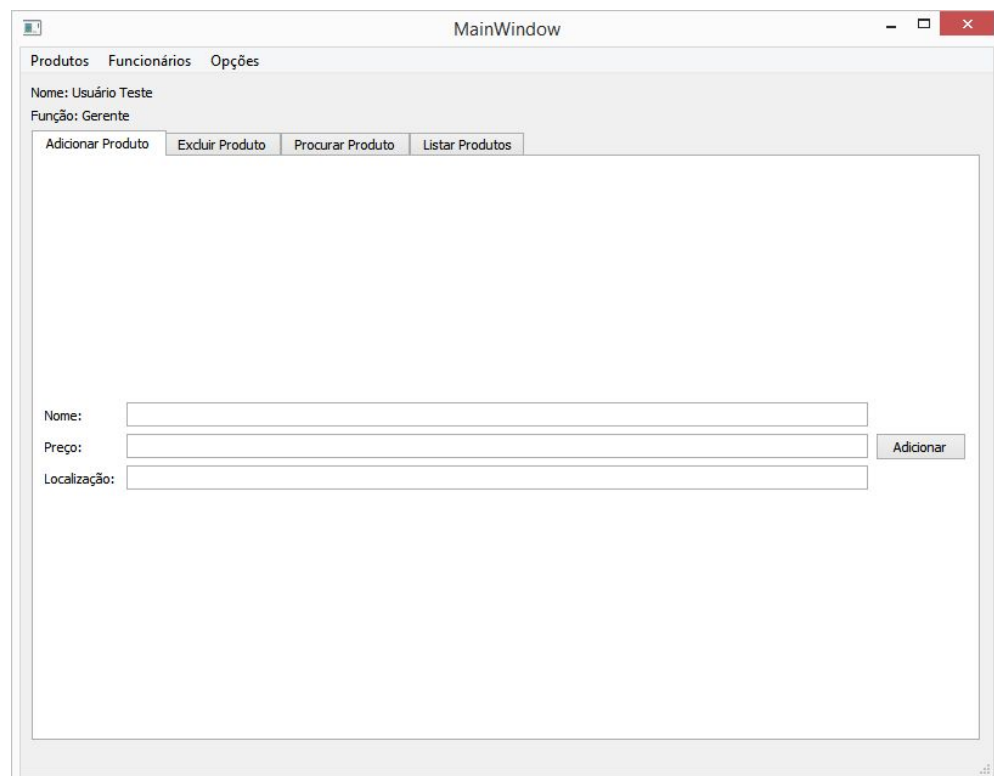 MainWindow
Produtos Funcionários Opções
Nome: Usuário Teste
Função: Gerente
Adicionar Produto Excluir Produto Procurar Produto Listar Produtos
Nome:
Preço: Adicionar
Localização: